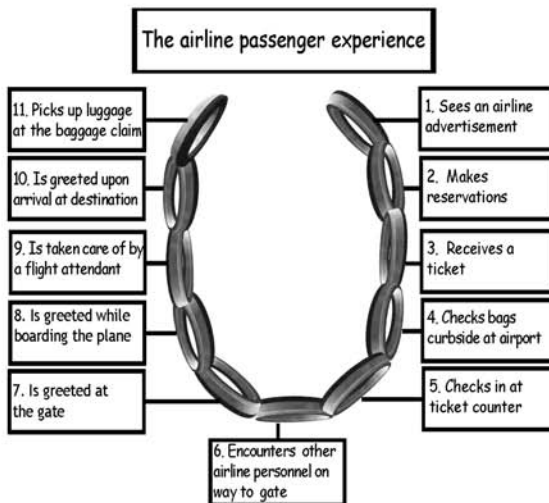 The airline passenger experience
1. Sees an airline
advertisement
2. Makes
reservations
3. Receives a
ticket
4. Checks bags
curbside at airport
5. Checks in at
ticket counter
6. Encounters other
airline personnel on
way to gate
7. Is greeted at
the gate
8. Is greeted while
boarding the plane
9. Is taken care of by
a flight attendant
10. Is greeted upon
arrival at destination
11. Picks up luggage
at the baggage claim